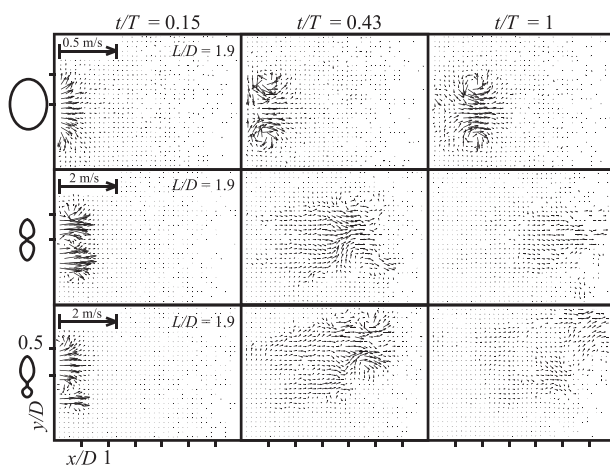 t/T = 0.15 t/T = 0.43 t/T = 1
0.5 m/s L/D = 1.9
2 m/s L/D = 1.9
2 m/s L/D = 1.9
0.5
y/D
x/D 1